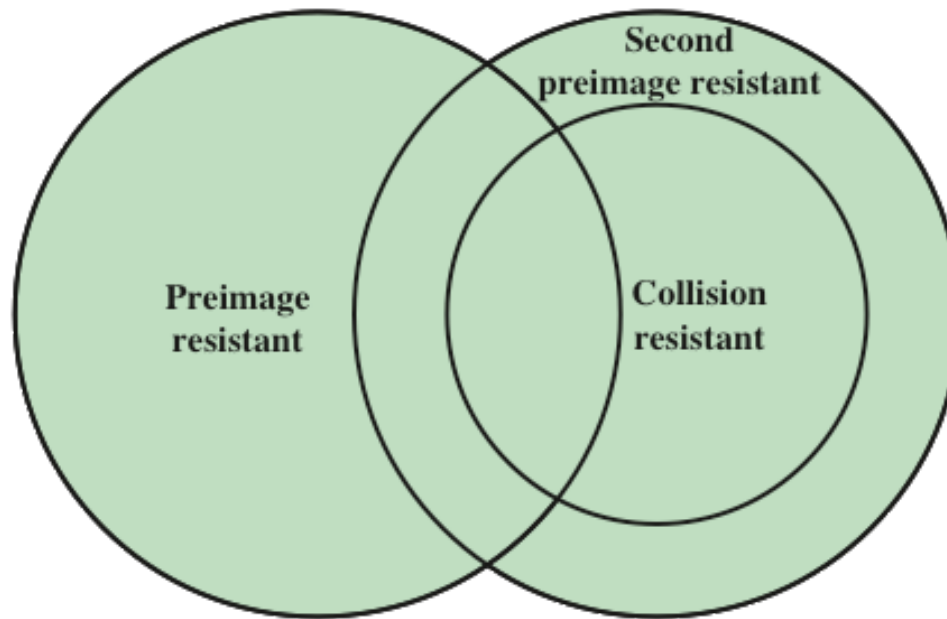 Second
preimage resistant
Preimage
resistant
Collision
resistant